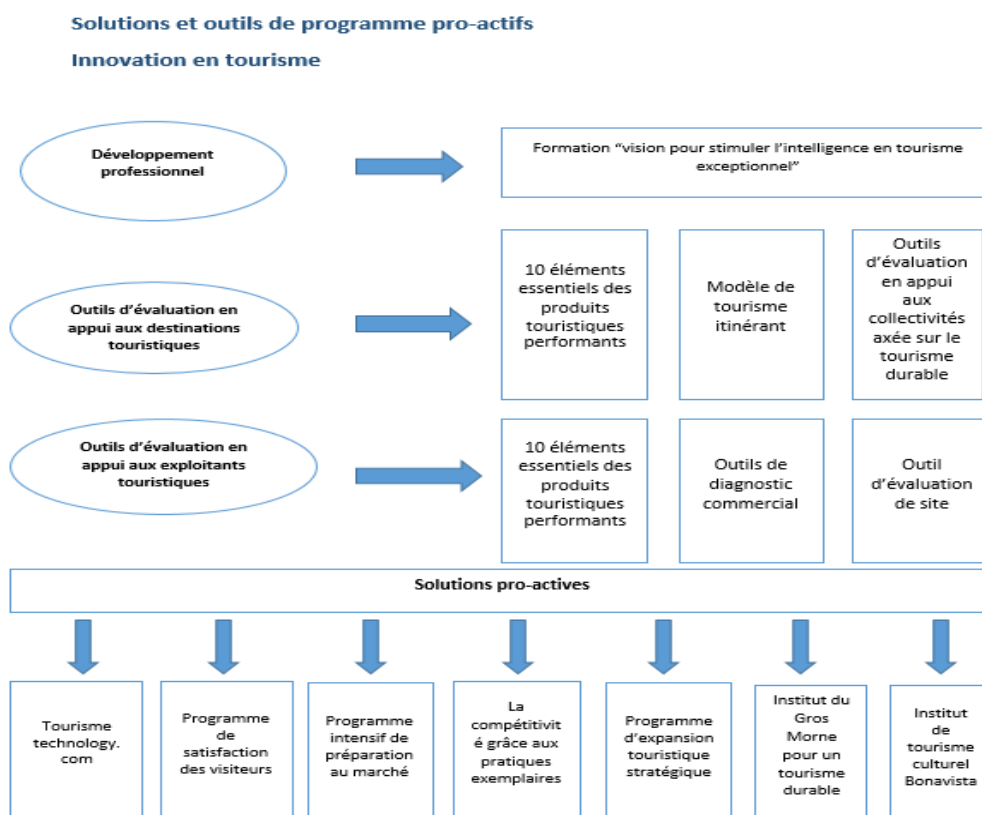 Solutions et outils de programme pro-actifs
Innovation en tourisme
Développement
professionnel
Formation “vision pour stimuler l’intelligence en tourisme
exceptionnel”
Outils d’évaluation en
appui aux destinations
touristiques
10 éléments
essentiels des
produits
touristiques
performants
Modèle de
tourisme
itinérant
Outils
d’évaluation
en appui
aux
collectivités
axée sur le
tourisme
durable
Outils d’évaluation en
appui aux exploitants
touristiques
10 éléments
essentiels des
produits
touristiques
performants
Outils de
diagnostic
commercial
Outil
d’évaluation
de site
Solutions pro-actives
Tourisme
technology.
com
Programme
de
satisfaction
des visiteurs
Programme
intensif de
préparation
au marché
La
compétitivit
é grâce aux
pratiques
exemplaires
Programme
d’expansion
touristique
stratégique
Institut du
Gros
Morne
pour un
tourisme
durable
Institut
de
tourisme
culturel
Bonavista